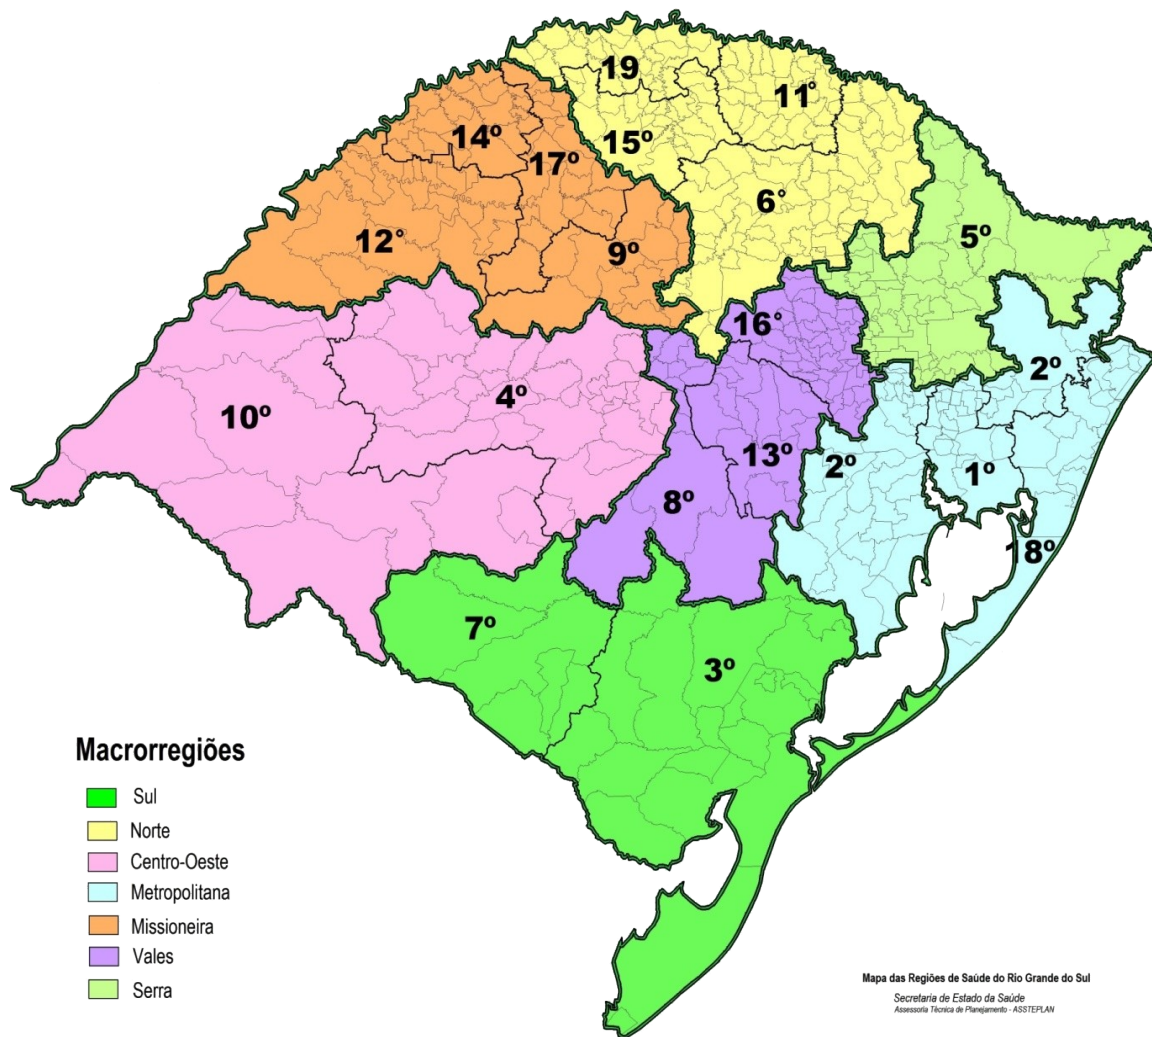 19
11°
14º
17º
15º
6°
12°
9º
5º
16°
2º
10º
4º
13º
2º
1º
8º
18º
7º
3º
Macrorregiões
Sul
Norte
Centro-Oeste
Metropolitana
Missioneira
Vales
Serra
Mapa das Regiões de Saúde do Rio Grande do Sul
Secretaria de Estado da Saúde
Assessoria Técnica de Planejamento - ASSTEPLAN